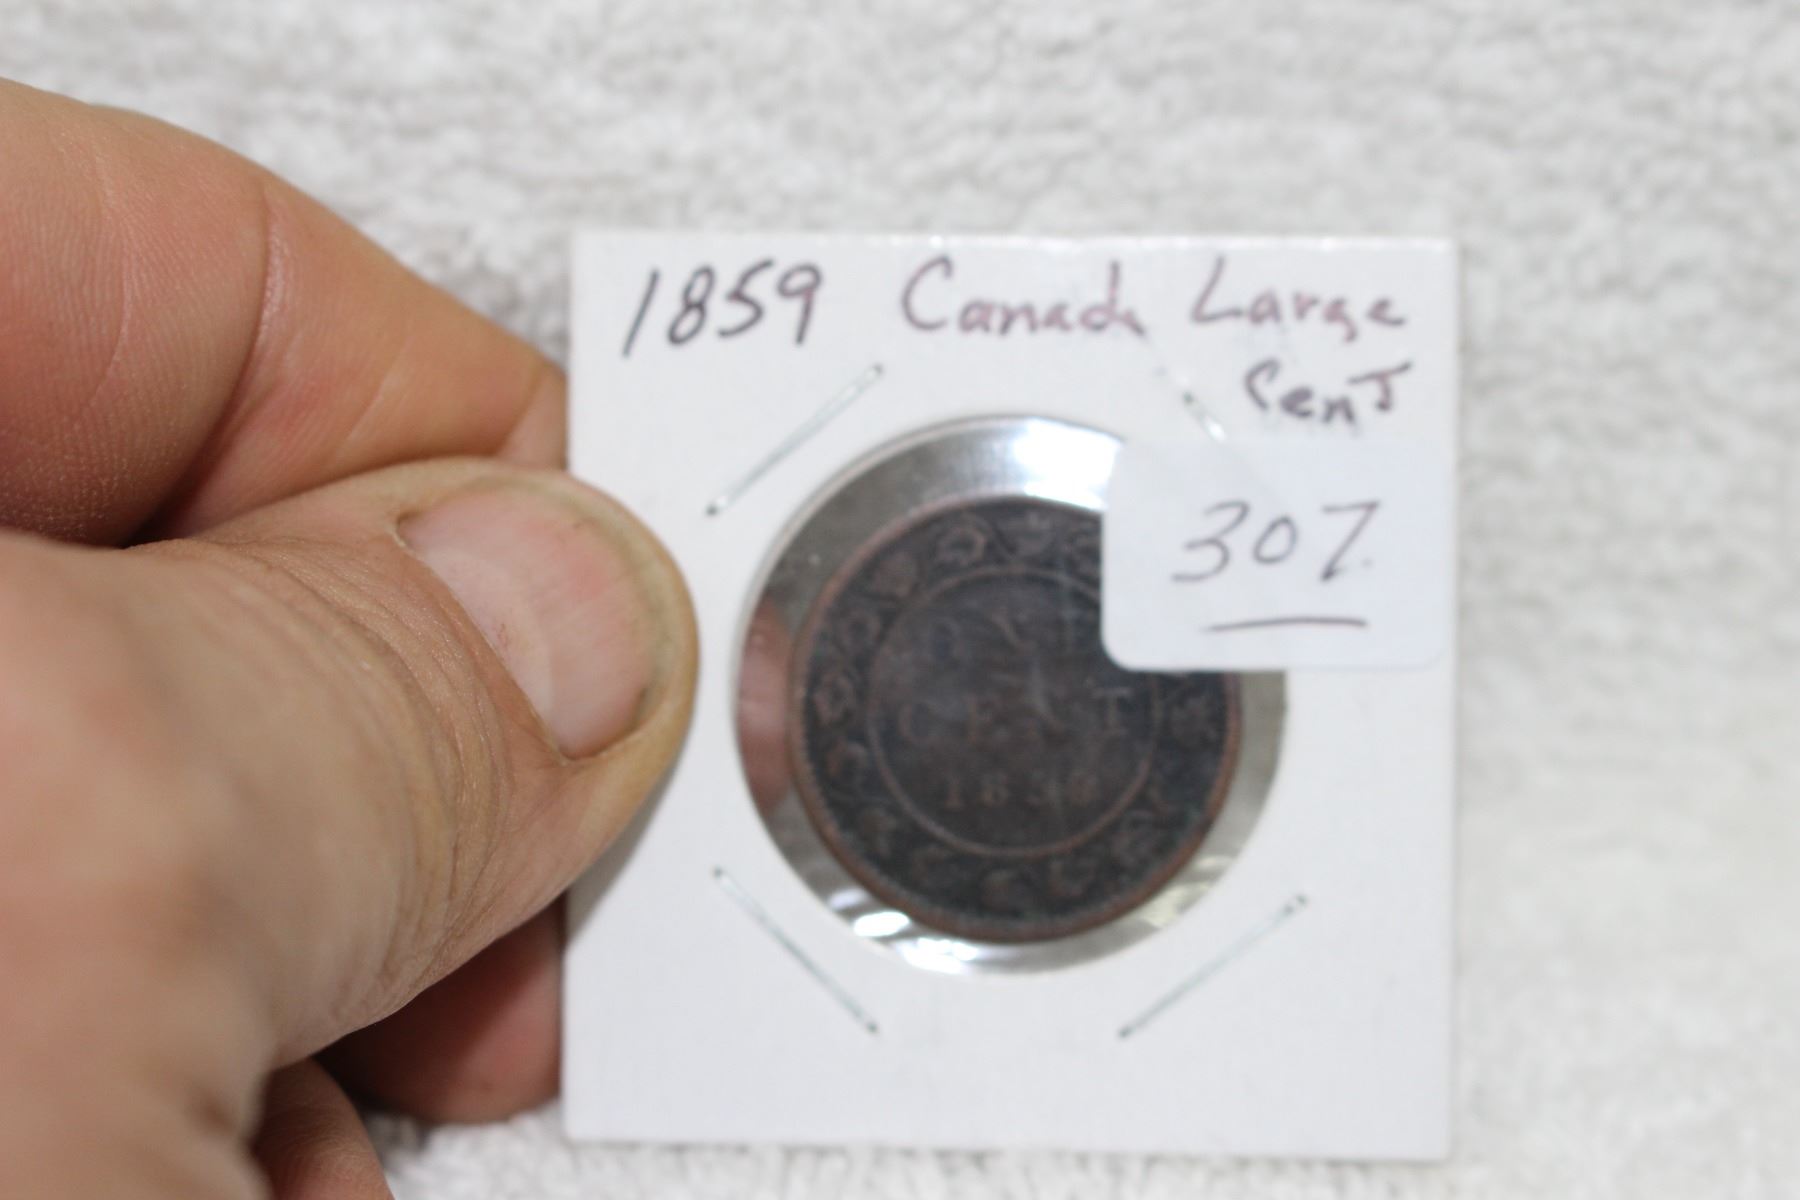 1859 Canada Large
Cent
307
ONE
CENT